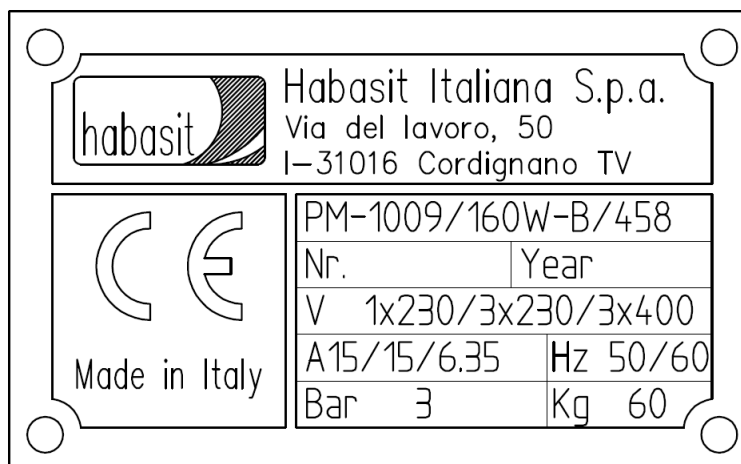 habasit
Habasit Italiana S.p.a.
Via del lavoro, 50
I-31016 Cordignano TV
CE
Made in Italy
PM-1009/160W-B/458
Nr. Year
V 1x230/3x230/3x400
A15/15/6.35 Hz 50/60
Bar 3 Kg 60